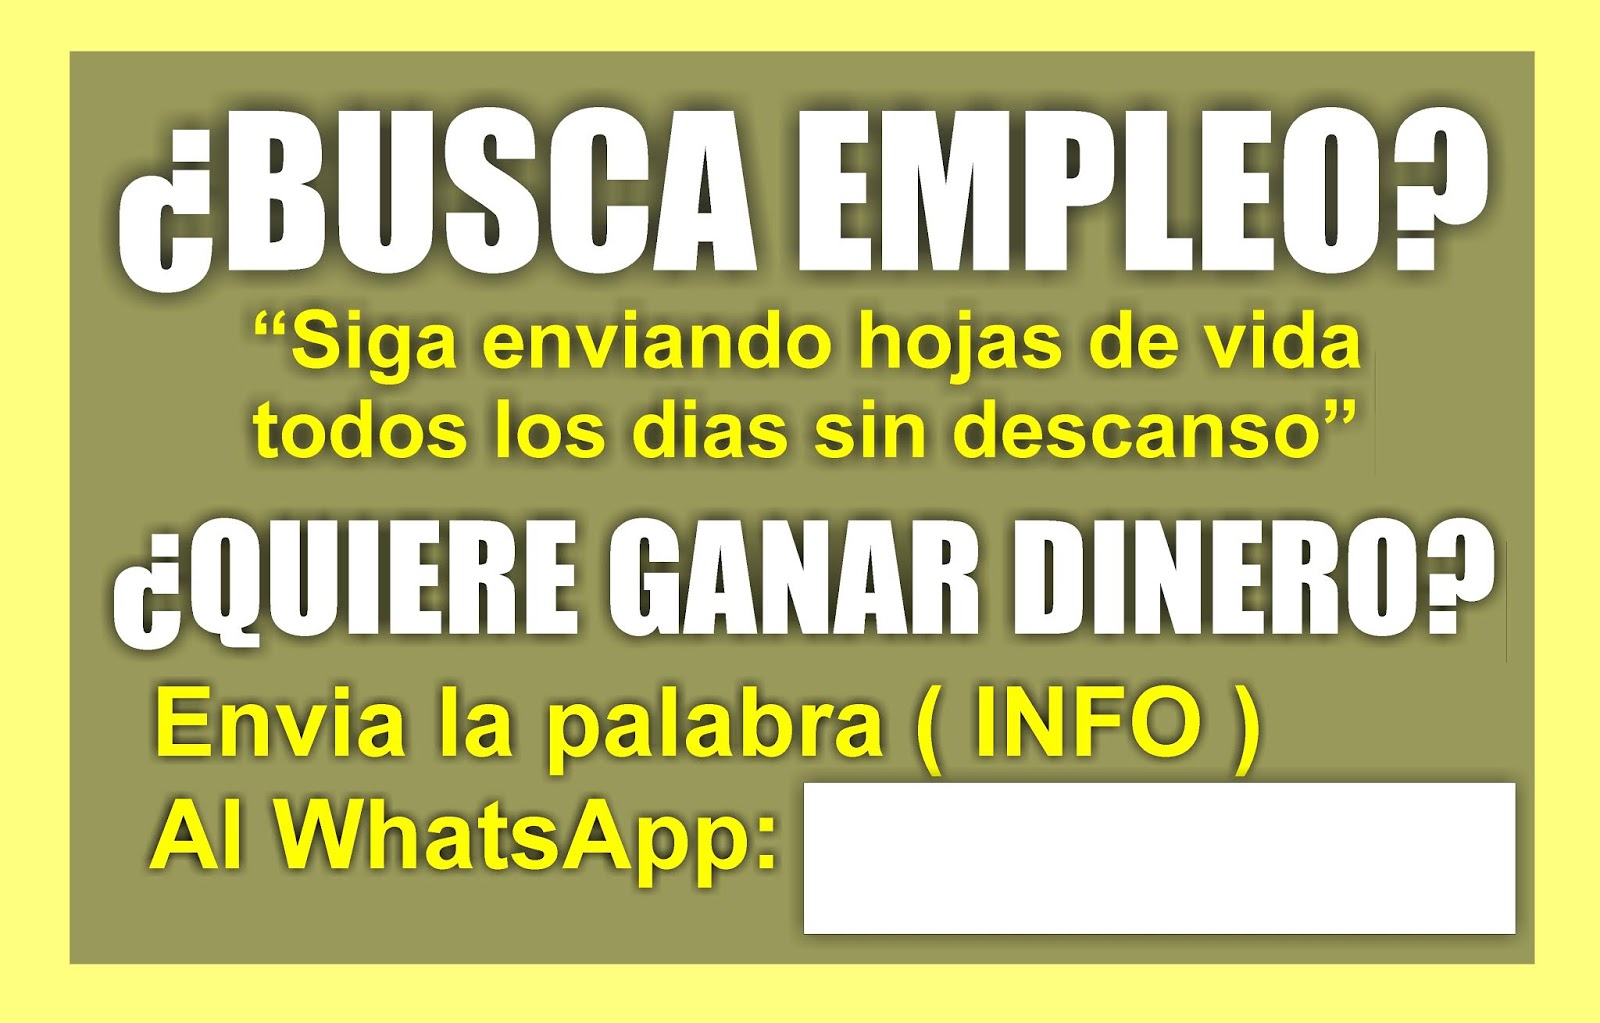 ¿BUSCA EMPLEO?
“Siga enviando hojas de vida
todos los dias sin descanso”
¿QUIERE GANAR DINERO?
Envia la palabra ( INFO )
Al WhatsApp: